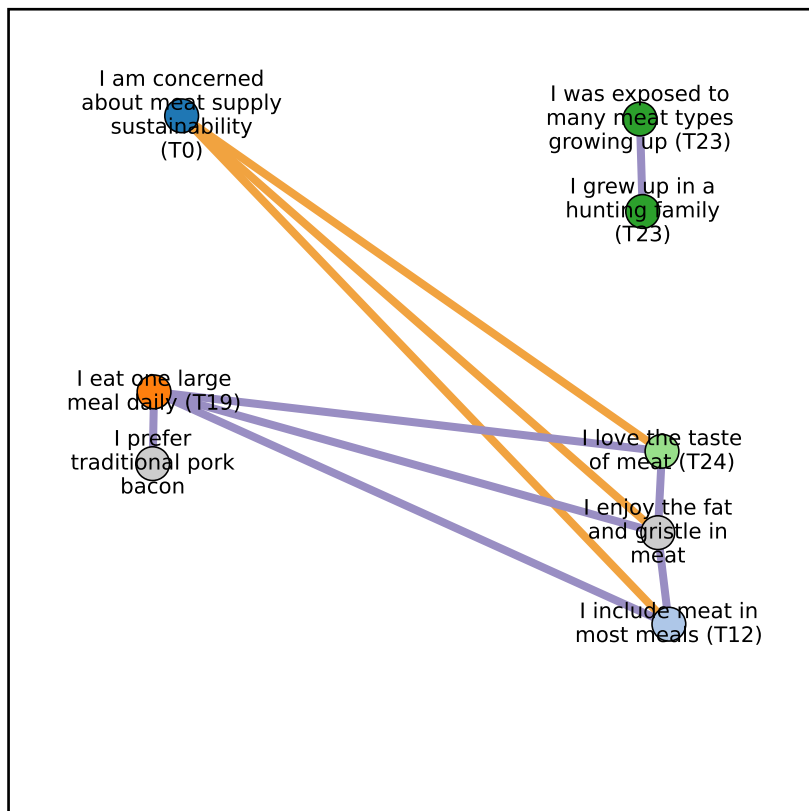 I am concerned
about meat supply
sustainability
(T0)
I was exposed to
many meat types
growing up (T23)
I grew up in a
hunting family
(T23)
I eat one large
meal daily (T19)
I prefer
traditional pork
bacon
I love the taste
of meat (T24)
I enjoy the fat
and gristle in
meat
I include meat in
most meals (T12)